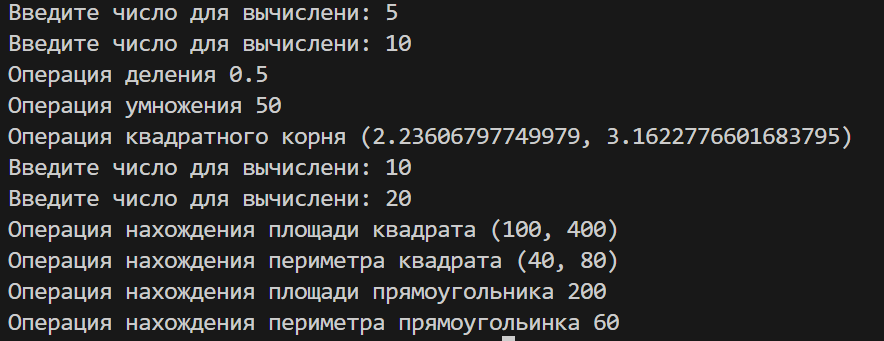 Введите число для вычислени: 5
Введите число для вычислени: 10
Операция деления 0.5
Операция умножения 50
Операция квадратного корня (2.23606797749979, 3.1622776601683795)
Введите число для вычислени: 10
Введите число для вычислени: 20
Операция нахождения площади квадрата (100, 400)
Операция нахождения периметра квадрата (40, 80)
Операция нахождения площади прямоугольника 200
Операция нахождения периметра прямоугольинка 60